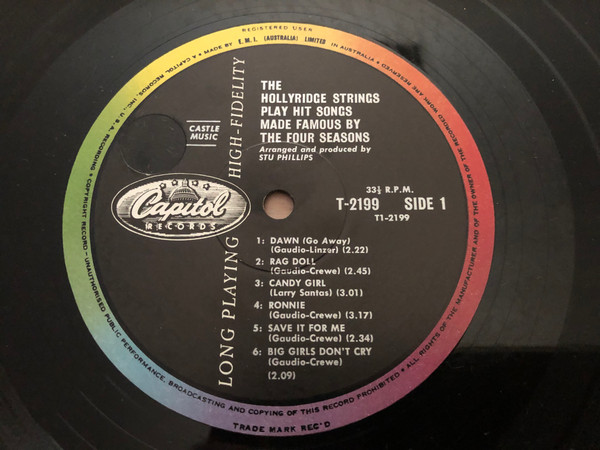 REGISTERED USER
MADE BY E.M.I. (AUSTRALIA) LIMITED IN AUSTRALIA
• A CAPITOL RECORDS, INC., U.S.A. RECORDING • COPYRIGHT RECORD - UNAUTHORISED PUBLIC PERFORMANCE, BROADCASTING AND COPYING OF THIS RECORD PROHIBITED • ALL RIGHTS OF THE MANUFACTURER AND OF THE OWNER OF THE RECORDED WORK ARE RESERVED
TRADE MARK REC'D
LONG PLAYING HIGH-FIDELITY
CASTLE
MUSIC
THE
HOLLYRIDGE STRINGS
PLAY HIT SONGS
MADE FAMOUS BY
THE FOUR SEASONS
Arranged and produced by
STU PHILLIPS
Capitol
RECORDS
33⅓ R.P.M.
T-2199 SIDE 1
T1-2199
1: DAWN (Go Away)
(Gaudio-Linzer) (2.22)
2: RAG DOLL
(Gaudio-Crewe) (2.45)
3: CANDY GIRL
(Larry Santas) (3.01)
4: RONNIE
(Gaudio-Crewe) (3.17)
5: SAVE IT FOR ME
(Gaudio-Crewe) (2.34)
6: BIG GIRLS DON'T CRY
(Gaudio-Crewe)
(2.09)